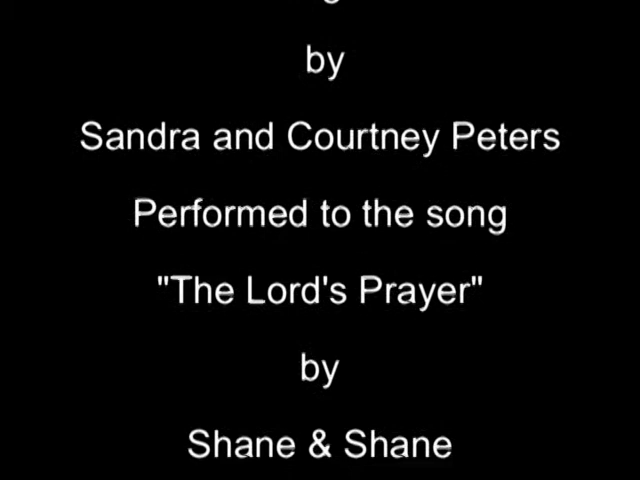 by
Sandra and Courtney Peters
Performed to the song
"The Lord's Prayer"
by
Shane & Shane